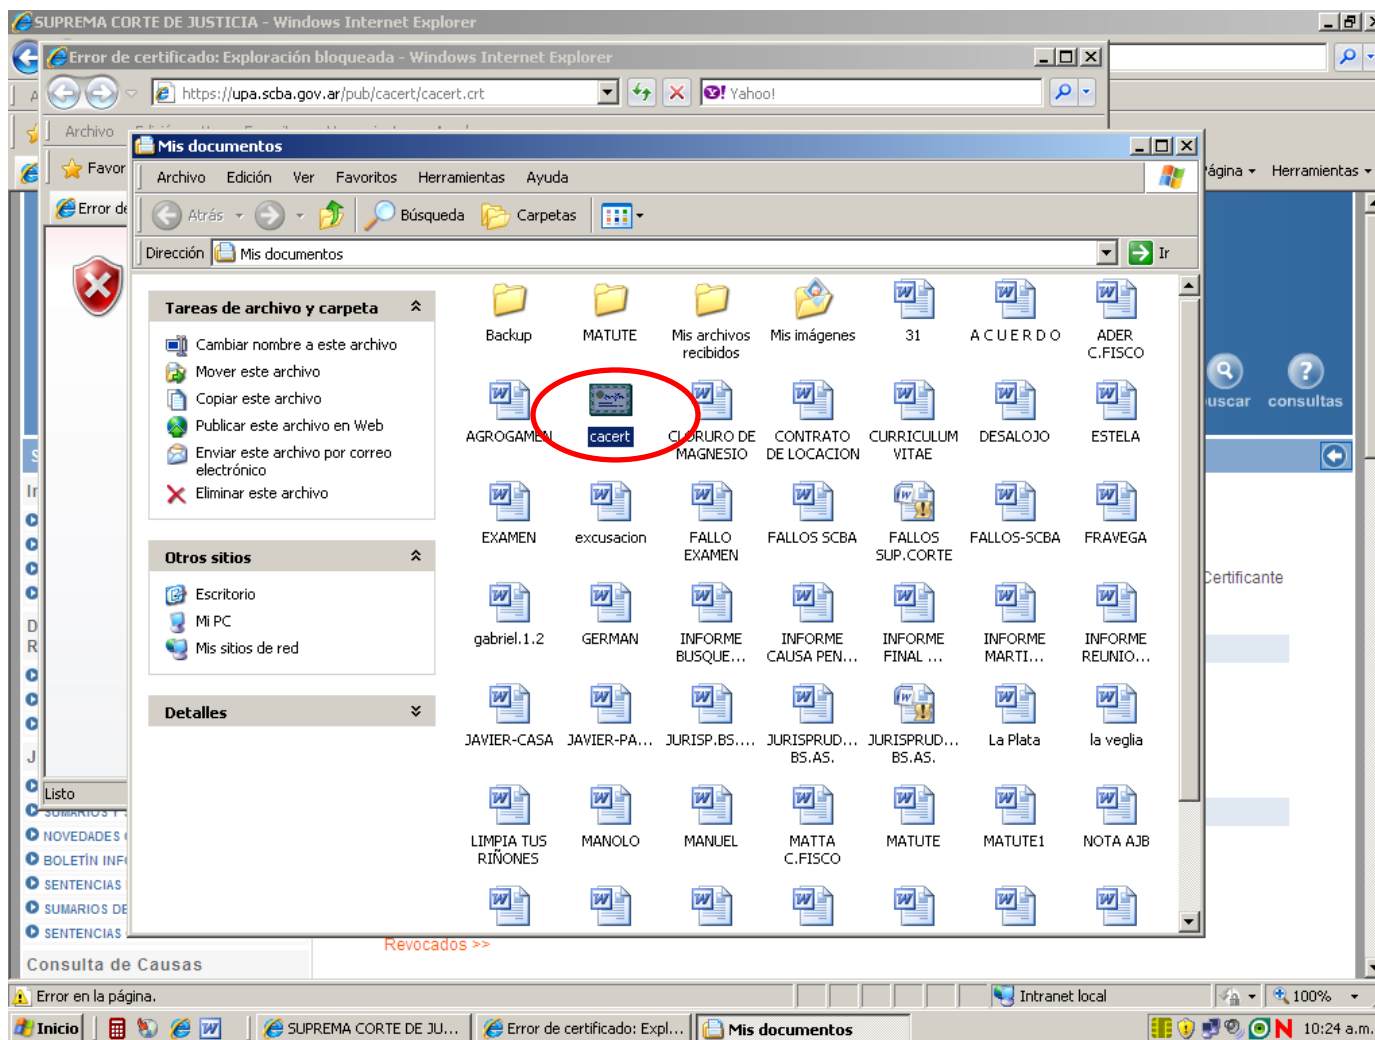 SUPREMA CORTE DE JUSTICIA - Windows Internet Explorer
Error de certificado: Exploración bloqueada - Windows Internet Explorer
https://upa.scba.gov.ar/pub/cacert/cacert.crt
Yahoo!
Archivo
Mis documentos
Favor
Página
Herramientas
Archivo Edición Ver Favoritos Herramientas Ayuda
Error de
Atrás Búsqueda Carpetas
Dirección Mis documentos Ir
Tareas de archivo y carpeta
Cambiar nombre a este archivo
Mover este archivo
Copiar este archivo
Publicar este archivo en Web
Enviar este archivo por correo
electrónico
Eliminar este archivo
Otros sitios
Escritorio
Mi PC
Mis sitios de red
Detalles
Backup
MATUTE
Mis archivos
recibidos
Mis imágenes
31
A C U E R D O
ADER
C.FISCO
AGROGAMEN
cacert
CLORURO DE
MAGNESIO
CONTRATO
DE LOCACION
CURRICULUM
VITAE
DESALOJO
ESTELA
EXAMEN
excusacion
FALLO
EXAMEN
FALLOS SCBA
FALLOS
SUP.CORTE
FALLOS-SCBA
FRAVEGA
gabriel.1.2
GERMAN
INFORME
BUSQUE...
INFORME
CAUSA PEN...
INFORME
FINAL ...
INFORME
MARTI...
INFORME
REUNIO...
JAVIER-CASA
JAVIER-PA...
JURISP.BS....
JURISPRUD...
BS.AS.
JURISPRUD...
BS.AS.
La Plata
la veglia
LIMPIA TUS
RIÑONES
MANOLO
MANUEL
MATTA
C.FISCO
MATUTE
MATUTE1
NOTA AJB
buscar consultas
Certificante
Listo
SUMARIOS Y
NOVEDADES
BOLETÍN INF
SENTENCIAS
SUMARIOS DE
SENTENCIAS
Revocados >>
Consulta de Causas
Error en la página.
Intranet local
100%
Inicio
SUPREMA CORTE DE JU...
Error de certificado: Expl...
Mis documentos
10:24 a.m.